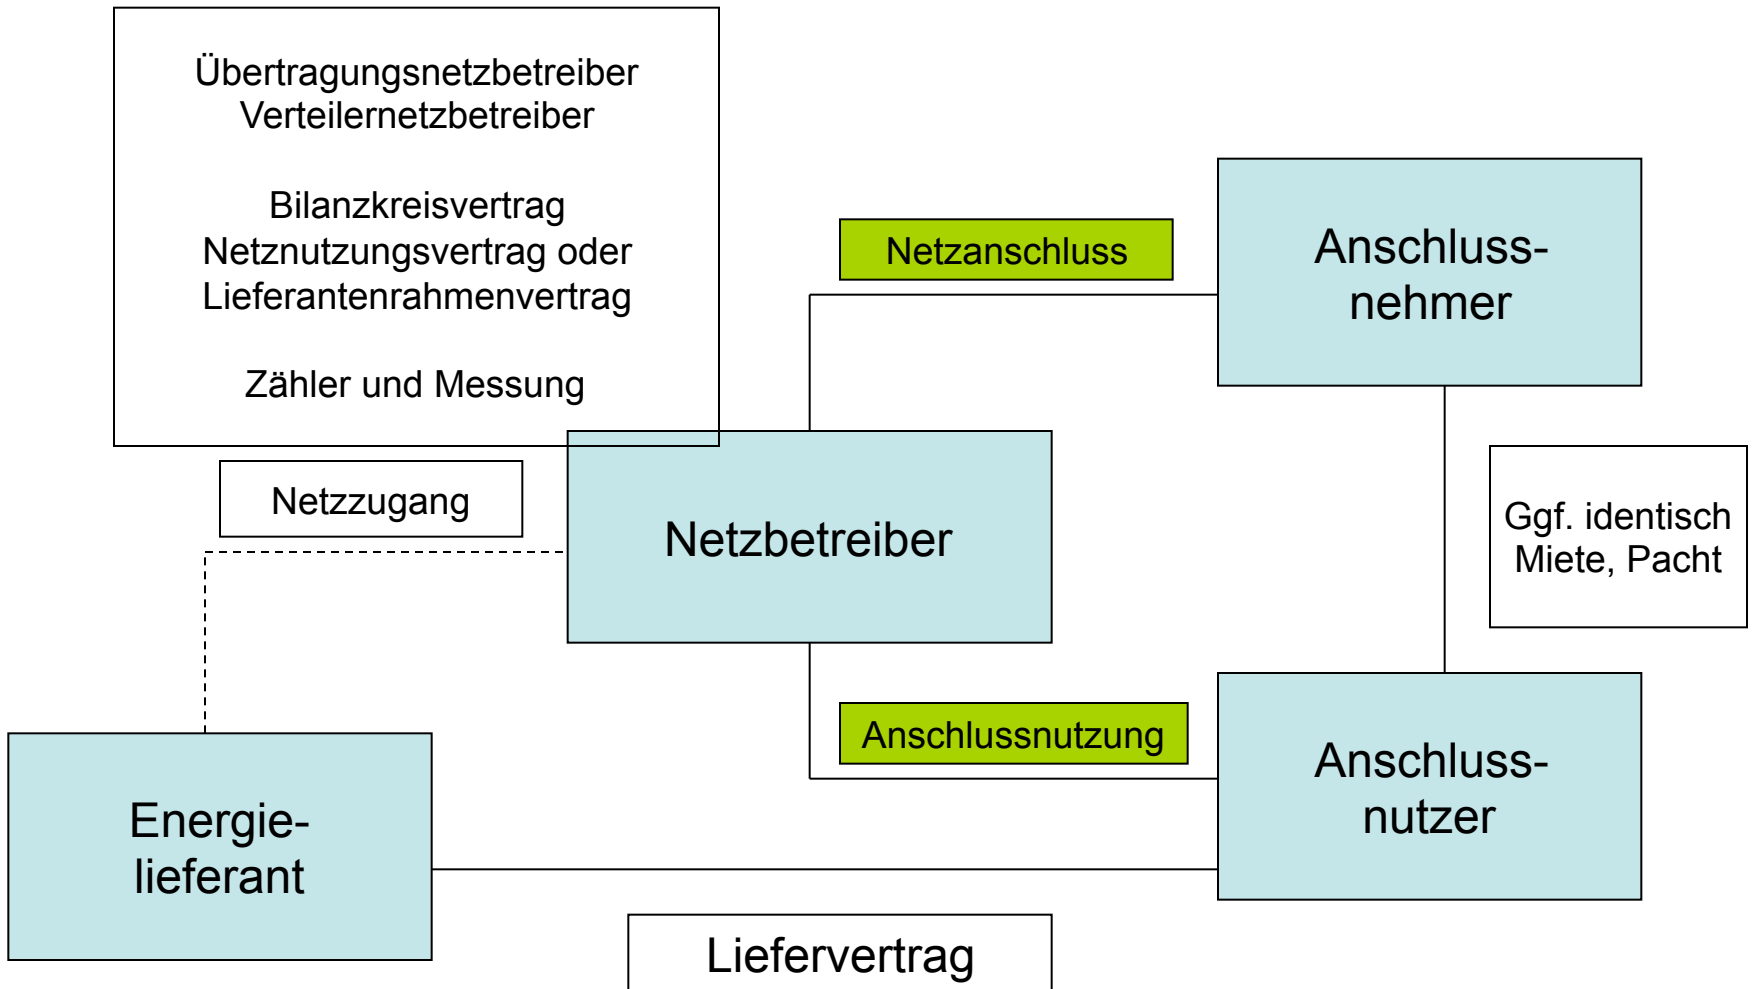 Übertragungsnetzbetreiber
Verteilernetzbetreiber
Bilanzkreisvertrag
Netznutzungsvertrag oder
Lieferantenrahmenvertrag
Zähler und Messung
Netzanschluss
Anschluss-
nehmer
Netzzugang
Netzbetreiber
Ggf. identisch
Miete, Pacht
Anschlussnutzung
Anschluss-
nutzer
Energie-
lieferant
Liefervertrag